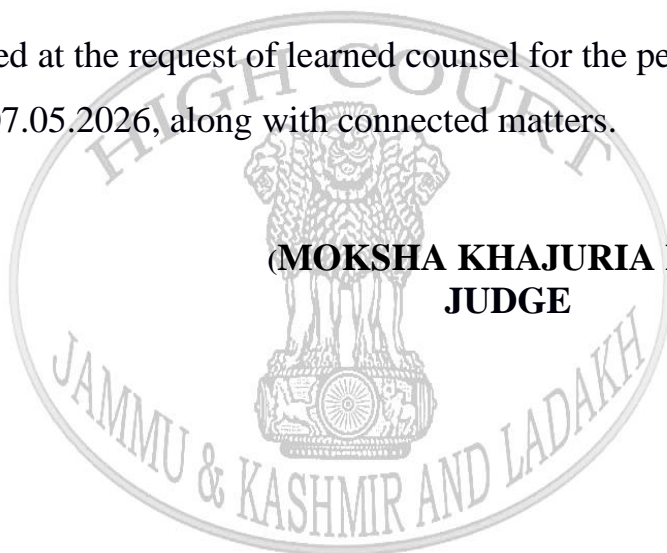 ed at the request of learned counsel for the pe
07.05.2026, along with connected matters.
HIGH COURT
(MOKSHA KHAJURIA
JUDGE
JAMMU & KASHMIR AND LADAKH